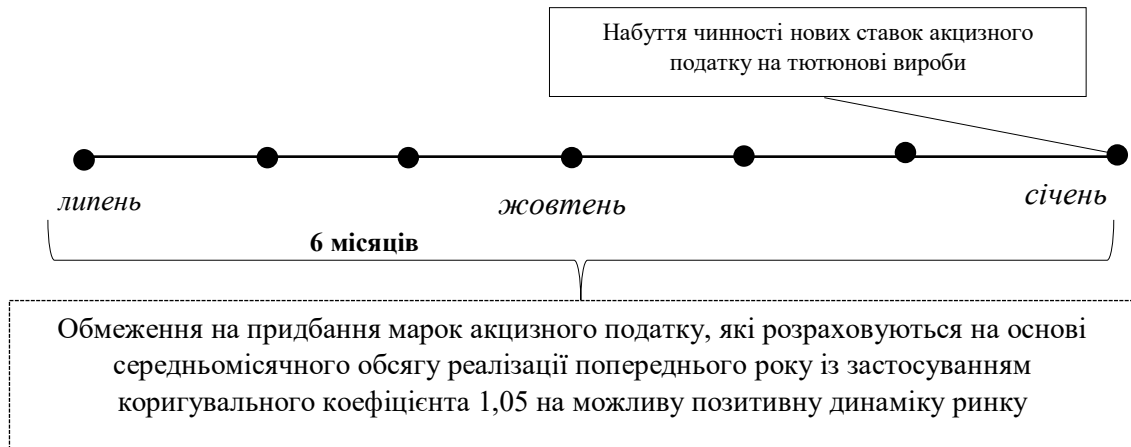 Набуття чинності нових ставок акцизного
податку на тютюнові вироби
липень
жовтень
січень
6 місяців
Обмеження на придбання марок акцизного податку, які розраховуються на основі
середньомісячного обсягу реалізації попереднього року із застосуванням
коригувального коефіцієнта 1,05 на можливу позитивну динаміку ринку